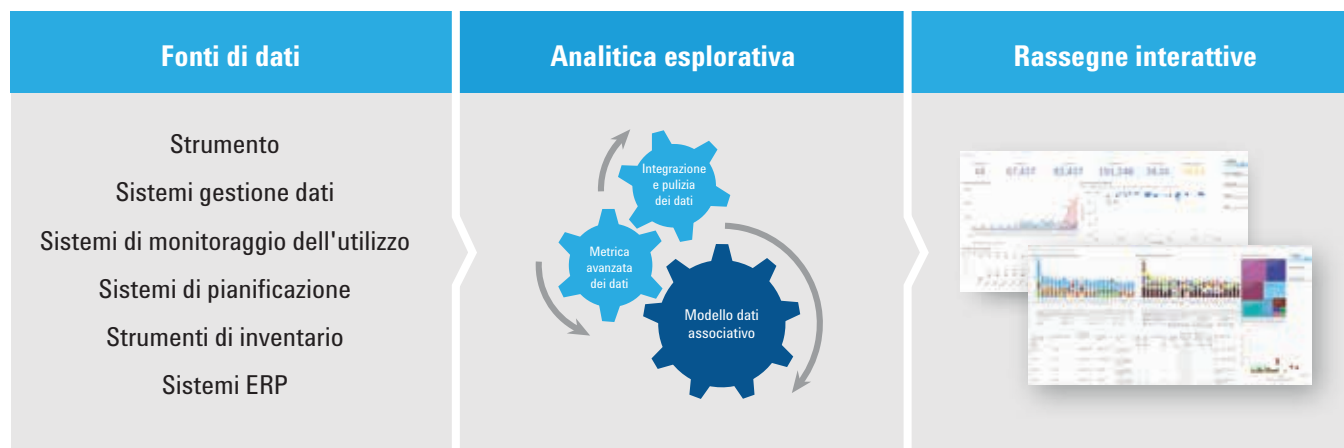 Fonti di dati
Strumento
Sistemi gestione dati
Sistemi di monitoraggio dell'utilizzo
Sistemi di pianificazione
Strumenti di inventario
Sistemi ERP
Analitica esplorativa
Integrazione
e pulizia
dei dati
Metrica
avanzata
dei dati
Modello dati
associativo
Rassegne interattive